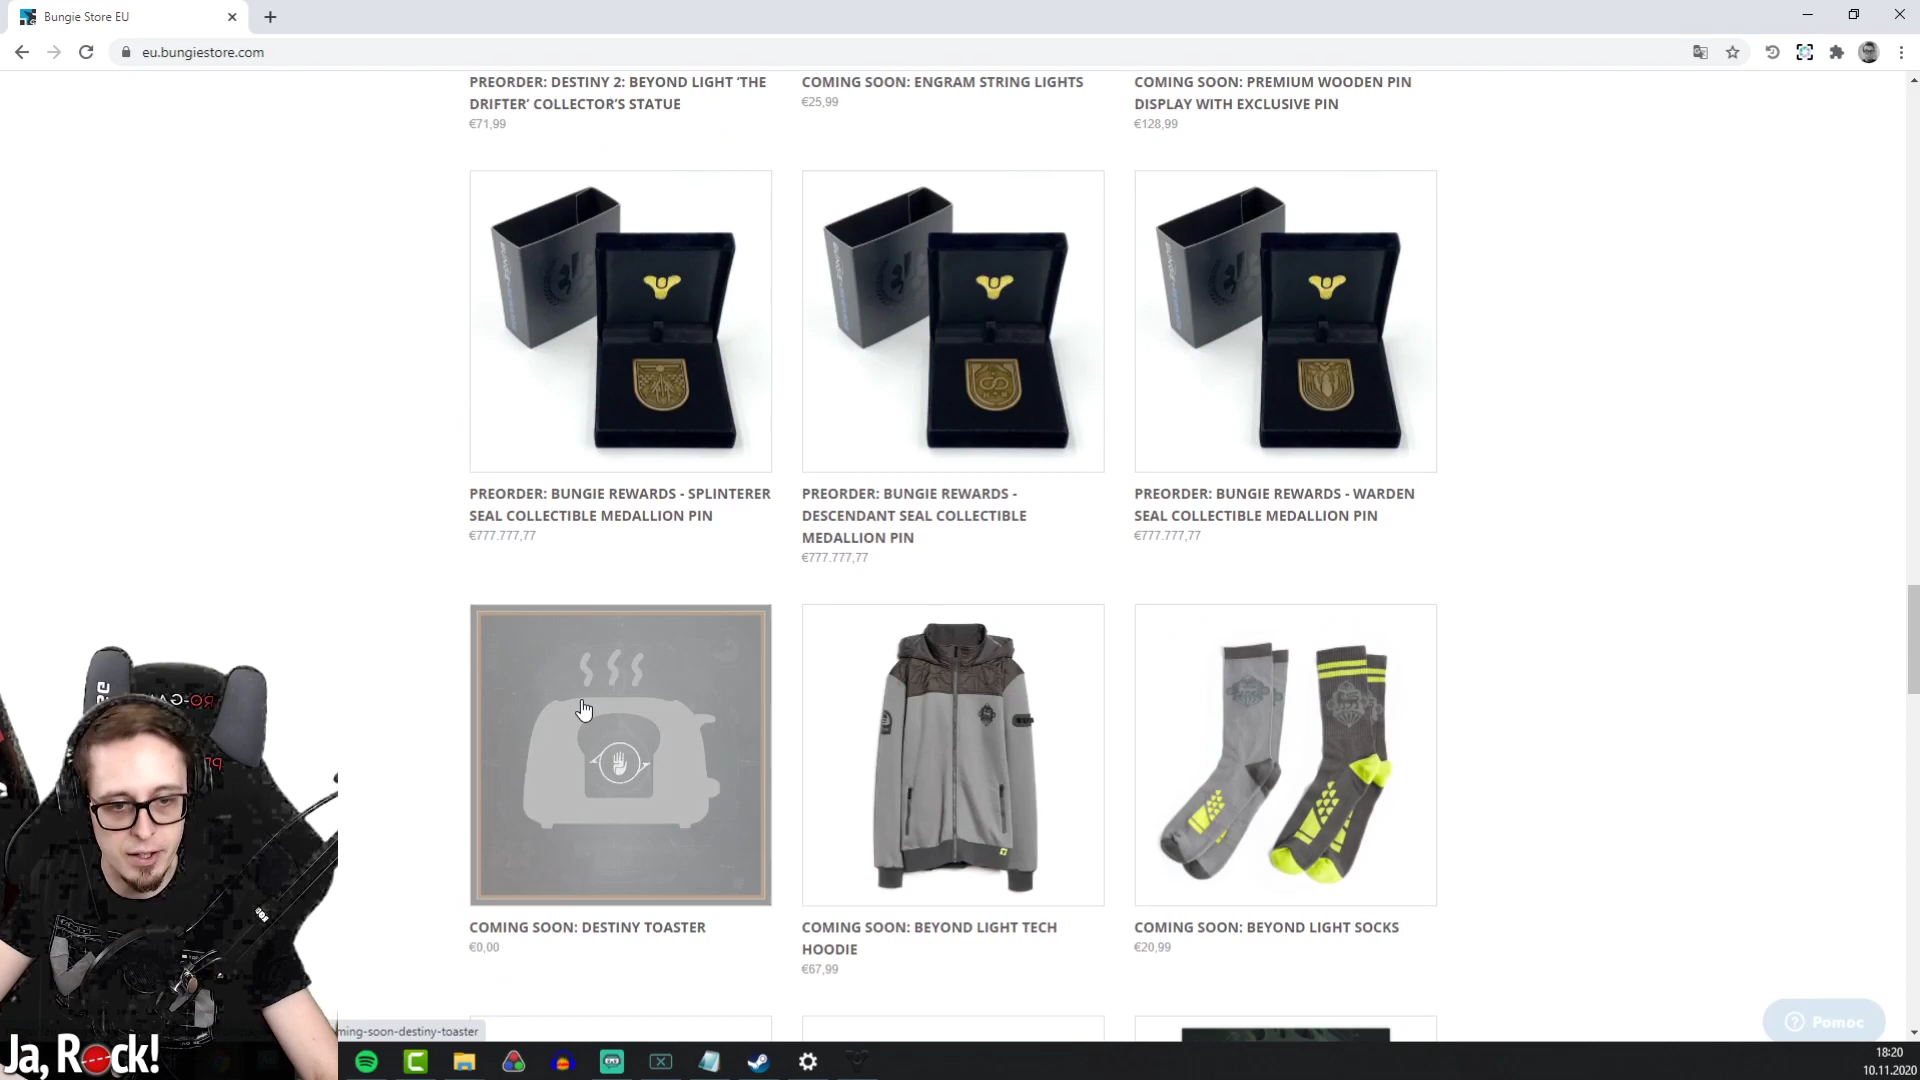 Bungie Store EU
eu.bungiestore.com
PREORDER: DESTINY 2: BEYOND LIGHT ‘THE
DRIFTER’ COLLECTOR’S STATUE
€71,99
COMING SOON: ENGRAM STRING LIGHTS
€25,99
COMING SOON: PREMIUM WOODEN PIN
DISPLAY WITH EXCLUSIVE PIN
€128,99
PREORDER: BUNGIE REWARDS - SPLINTERER
SEAL COLLECTIBLE MEDALLION PIN
€777.777,77
PREORDER: BUNGIE REWARDS -
DESCENDANT SEAL COLLECTIBLE
MEDALLION PIN
€777.777,77
PREORDER: BUNGIE REWARDS - WARDEN
SEAL COLLECTIBLE MEDALLION PIN
€777.777,77
COMING SOON: DESTINY TOASTER
€0,00
COMING SOON: BEYOND LIGHT TECH
HOODIE
€67,99
COMING SOON: BEYOND LIGHT SOCKS
€20,99
ming-soon-destiny-toaster
Pomoc
Ja, Rock!
18:20
10.11.2020